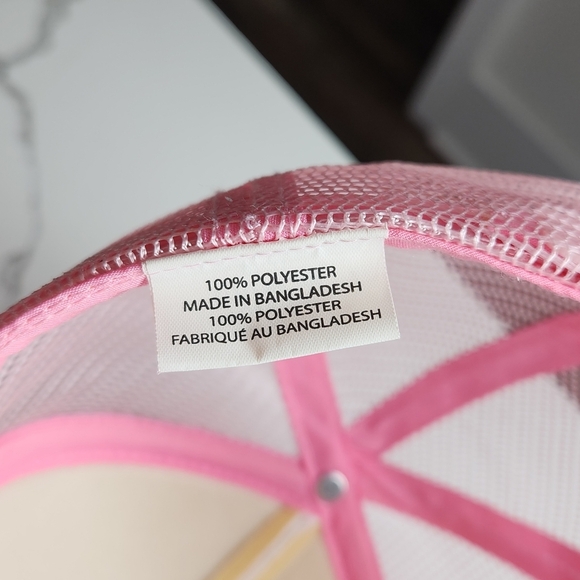 100% POLYESTER
MADE IN BANGLADESH
100% POLYESTER
FABRIQUÉ AU BANGLADESH